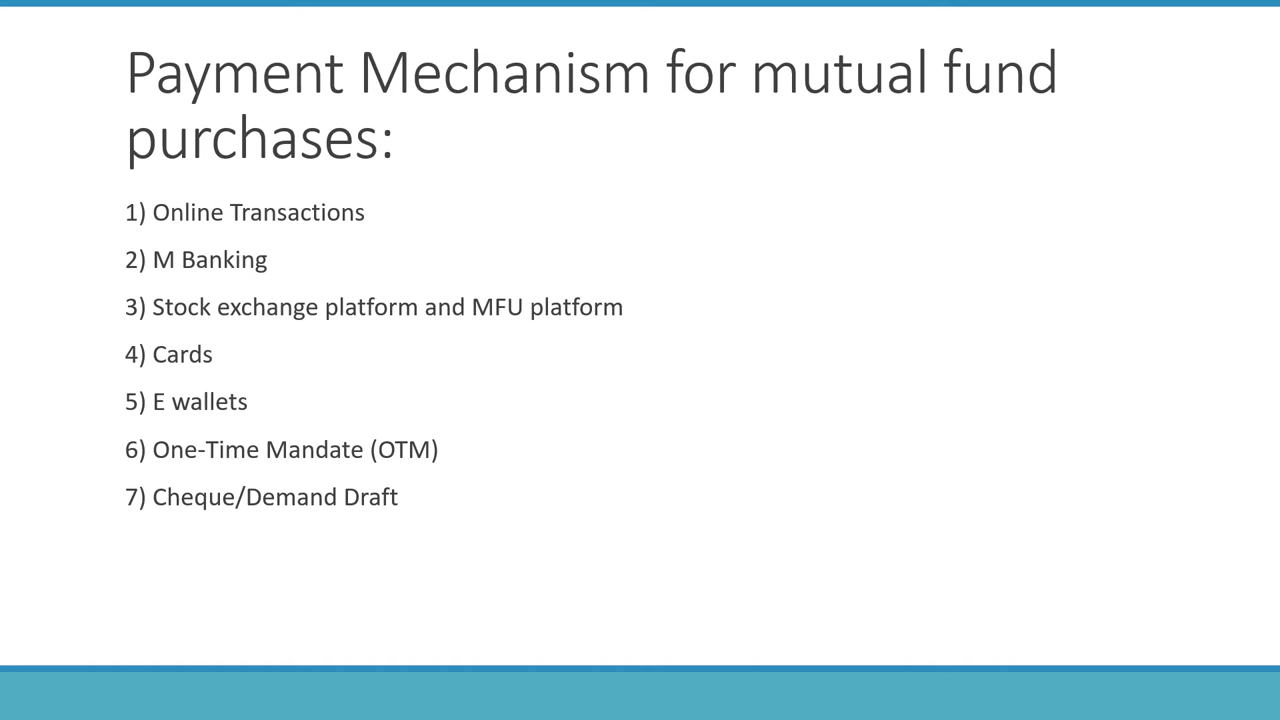 Payment Mechanism for mutual fund
purchases:
1) Online Transactions
2) M Banking
3) Stock exchange platform and MFU platform
4) Cards
5) E wallets
6) One-Time Mandate (OTM)
7) Cheque/Demand Draft